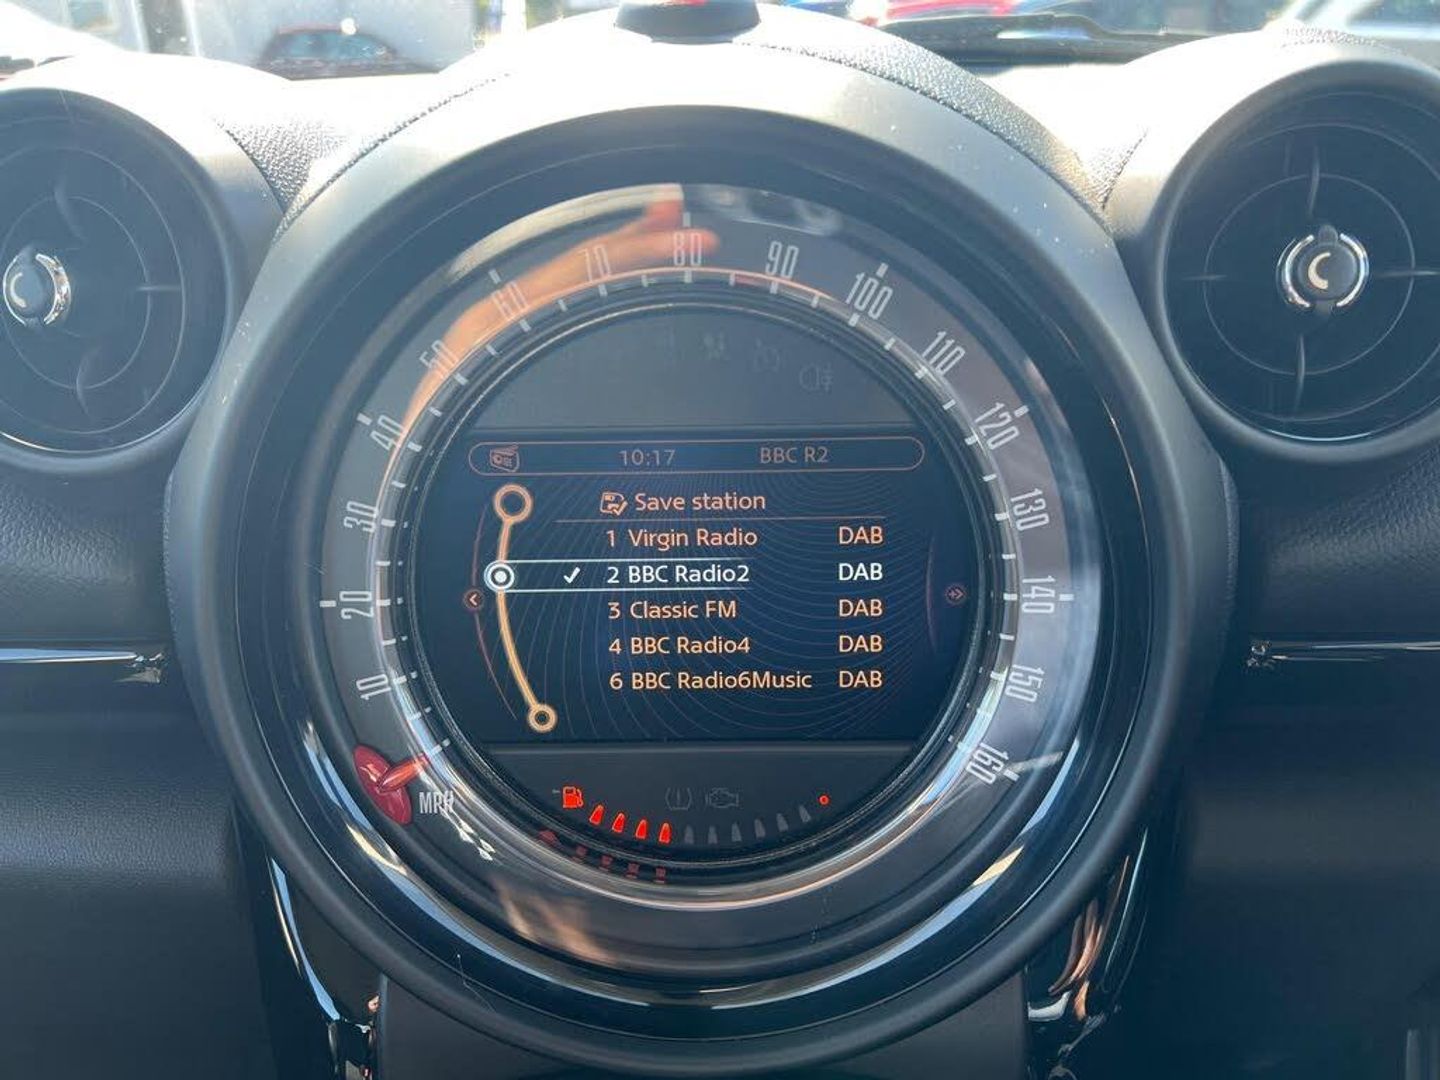 10:17 BBC R2
Save station
1 Virgin Radio DAB
2 BBC Radio2 DAB
3 Classic FM DAB
4 BBC Radio4 DAB
6 BBC Radio6Music DAB
10
20
30
40
50
60
70
80
90
100
110
120
130
140
150
160
MPH